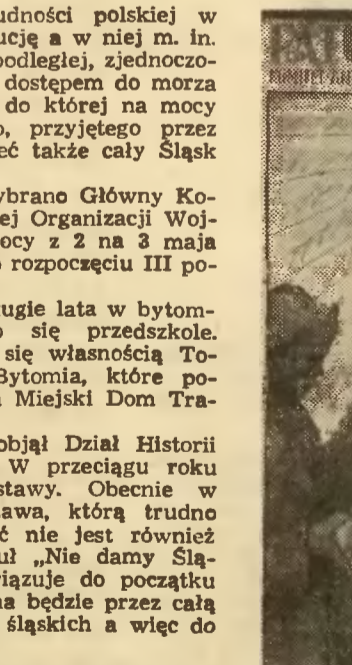 udności polskiej w
ucję a w niej m. in.
podległej, zjednoczo-
dostępem do morza
do której na mocy
o, przyjętego przez
eć także cały Śląsk
ybrano Główny Ko-
ej Organizacji Woj-
ocy z 2 na 3 maja
rozpoczęciu III po-
ugie lata w bytom-
o się przedszkole.
się własnością To-
Bytomia, które po-
Miejski Dom Tra-
objął Dział Historii
W przeciągu roku
stawy. Obecnie w
awa, którą trudno
ć nie jest również
uł „Nie damy Ślą-
iązuje do początku
na będzie przez całą
śląskich a więc do